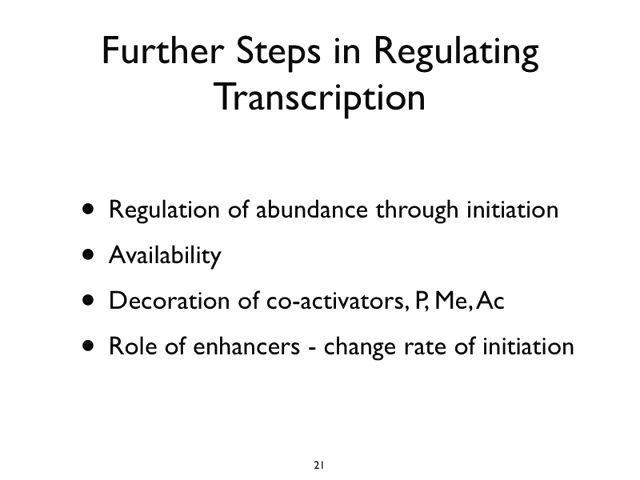 Further Steps in Regulating
Transcription
• Regulation of abundance through initiation
• Availability
• Decoration of co-activators, P, Me, Ac
• Role of enhancers - change rate of initiation
21